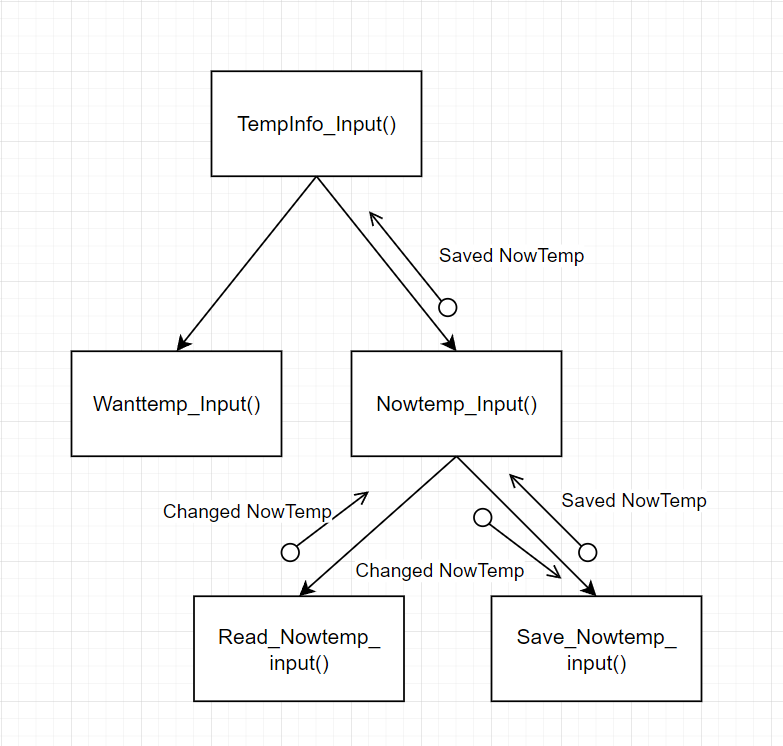 TempInfo_Input()
Saved NowTemp
Wanttemp_Input()
Nowtemp_Input()
Changed NowTemp
Saved NowTemp
Changed NowTemp
Read_Nowtemp_
input()
Save_Nowtemp_
input()